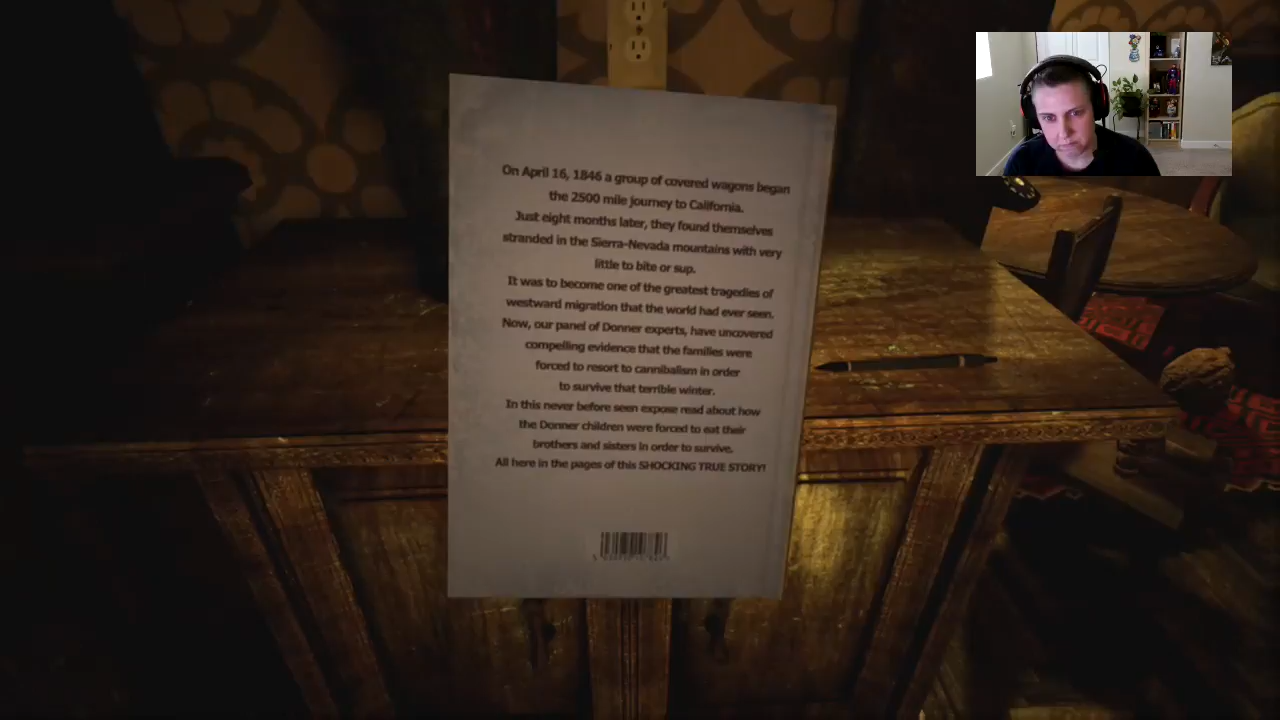 On April 16, 1846 a group of covered wagons began
the 2500 mile journey to California.
Just eight months later, they found themselves
stranded in the Sierra-Nevada mountains with very
little to bite or sup.
It was to become one of the greatest tragedies of
westward migration that the world had ever seen.
Now, our panel of Donner experts, have uncovered
compelling evidence that the families were
forced to resort to cannibalism in order
to survive that terrible winter.
In this never before seen expose read about how
the Donner children were forced to eat their
brothers and sisters in order to survive.
All here in the pages of this SHOCKING TRUE STORY!